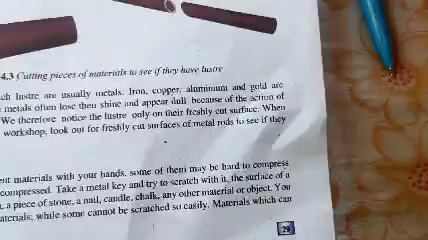 4.3 Cutting pieces of materials to see if they have lustre
ch lustre are usually metals. Iron, copper, aluminium and gold are
metals often lose their shine and appear dull because of the action of
We therefore notice the lustre only on their freshly cut surface. When
workshop, look out for freshly cut surfaces of metal rods to see if they
ent materials with your hands, some of them may be hard to compress
compressed. Take a metal key and try to scratch with it, the surface of a
, a piece of stone, a nail, candle, chalk, any other material or object. You
aterials, while some cannot be scratched so easily. Materials which can
29